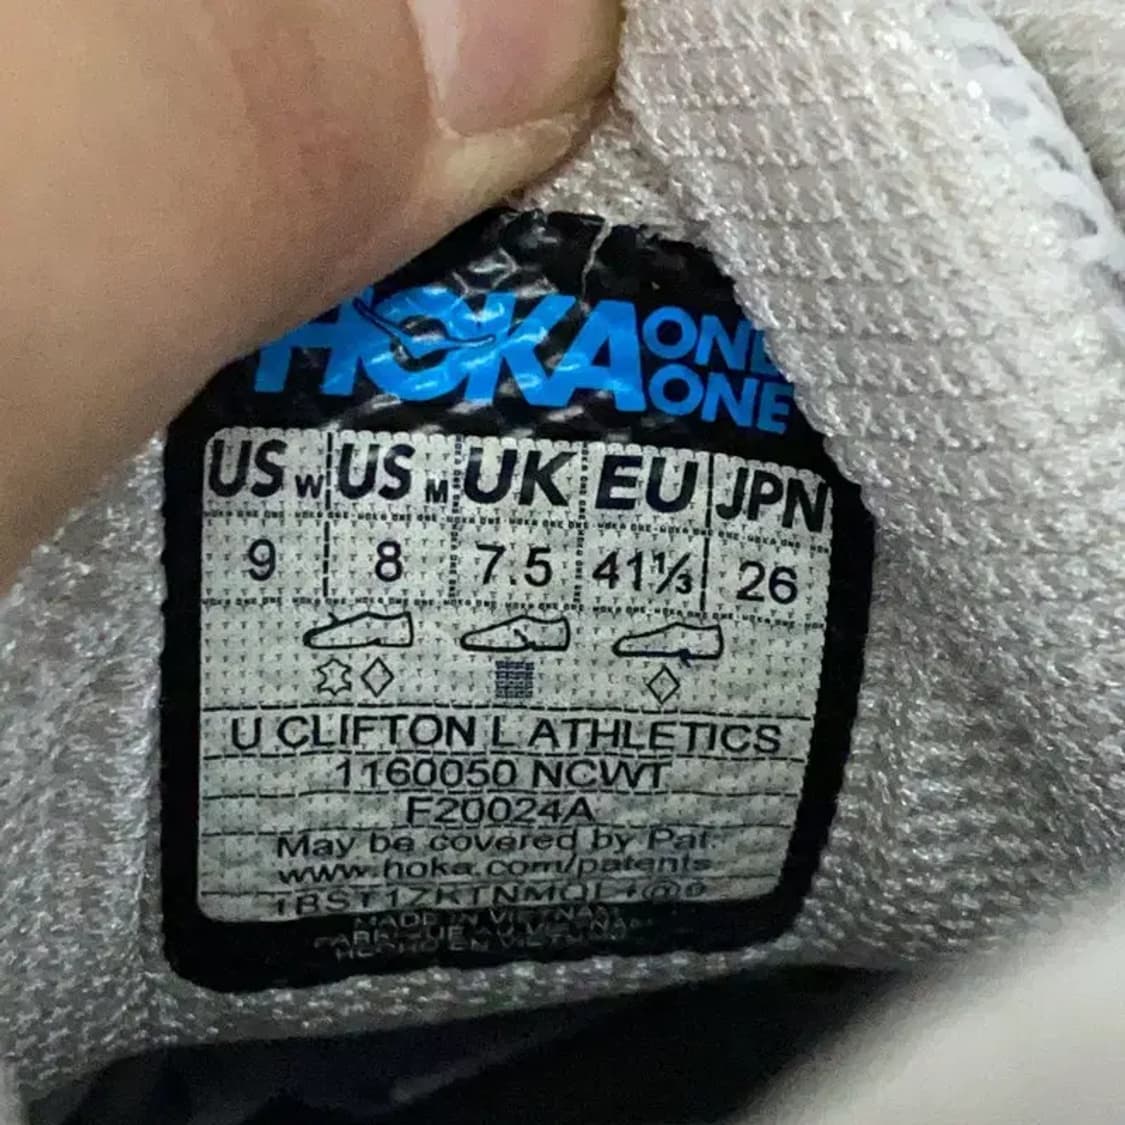 HOKA ONE ONE
US W US M UK EU JPN
9 8 7.5 41⅓ 26
U CLIFTON L ATHLETICS
1160050 NCWT
F20024A
May be covered by Pat.
www.hoka.com/patents
MADE IN VIETNAM